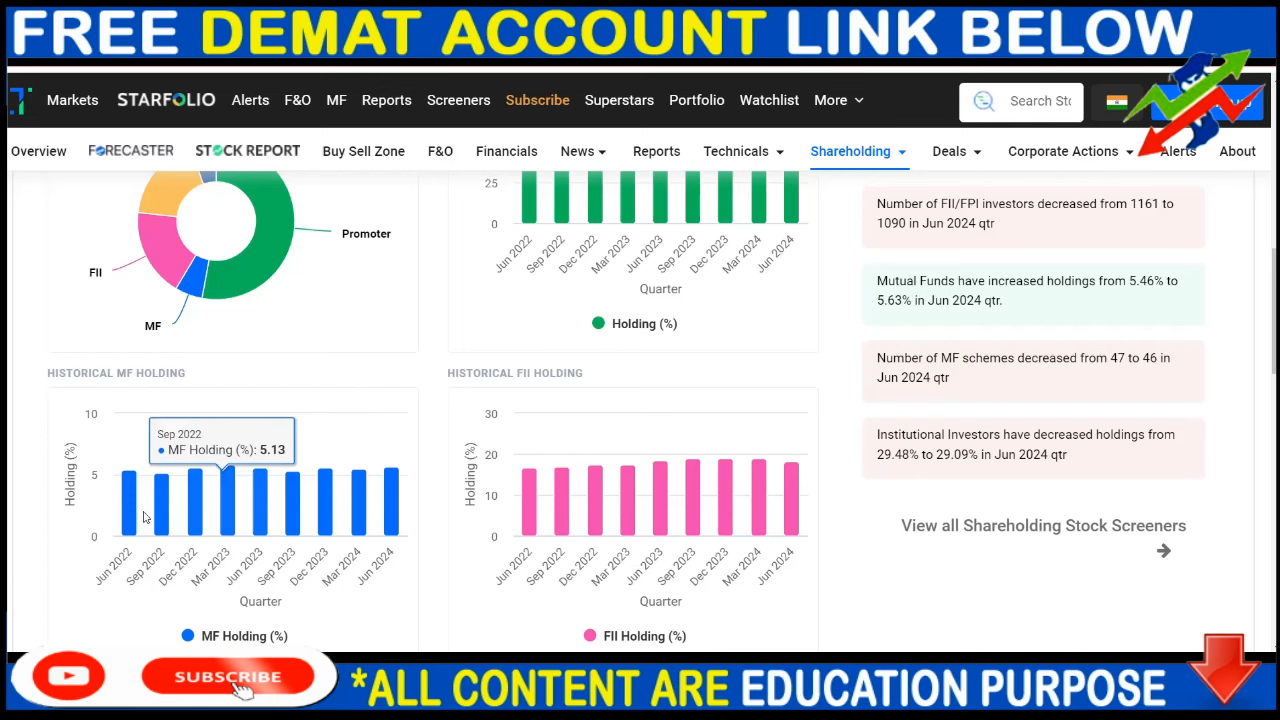 FREE DEMAT ACCOUNT LINK BELOW
Markets STARFOLIO Alerts F&O MF Reports Screeners Subscribe Superstars Portfolio Watchlist More Search Stc
Overview FORECASTER STOCK REPORT Buy Sell Zone F&O Financials News Reports Technicals Shareholding Deals Corporate Actions Alerts About
Promoter
FII
MF
25
0
Jun 2022 Sep 2022 Dec 2022 Mar 2023 Jun 2023 Sep 2023 Dec 2023 Mar 2024 Jun 2024
Quarter
Holding (%)
Number of FII/FPI investors decreased from 1161 to
1090 in Jun 2024 qtr
Mutual Funds have increased holdings from 5.46% to
5.63% in Jun 2024 qtr.
Number of MF schemes decreased from 47 to 46 in
Jun 2024 qtr
Institutional Investors have decreased holdings from
29.48% to 29.09% in Jun 2024 qtr
View all Shareholding Stock Screeners
HISTORICAL MF HOLDING
10
5
0
Holding (%)
Sep 2022
MF Holding (%): 5.13
Jun 2022 Sep 2022 Dec 2022 Mar 2023 Jun 2023 Sep 2023 Dec 2023 Mar 2024 Jun 2024
Quarter
MF Holding (%)
HISTORICAL FII HOLDING
30
20
10
0
Holding (%)
Jun 2022 Sep 2022 Dec 2022 Mar 2023 Jun 2023 Sep 2023 Dec 2023 Mar 2024 Jun 2024
Quarter
FII Holding (%)
SUBSCRIBE
*ALL CONTENT ARE EDUCATION PURPOSE